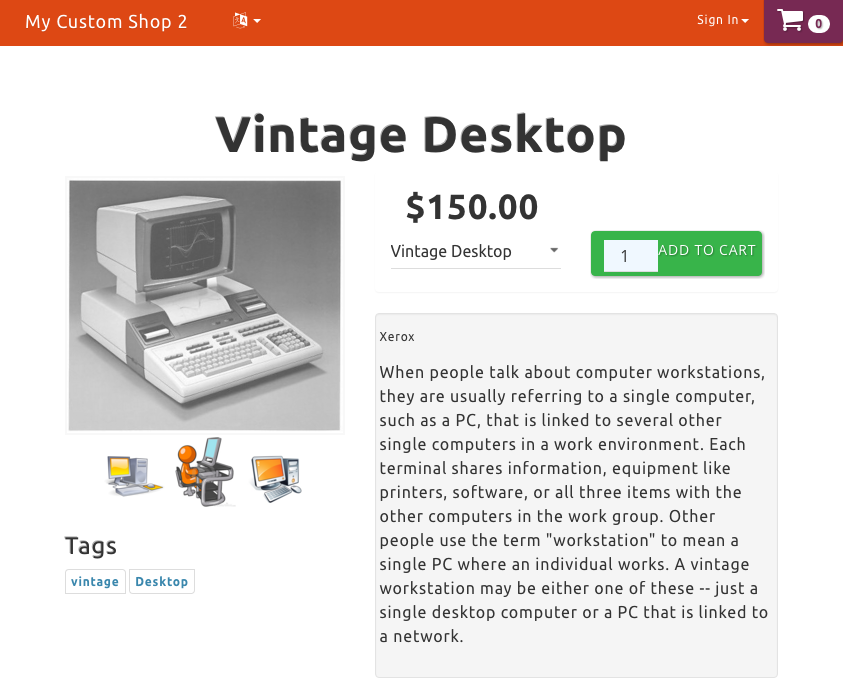 My Custom Shop 2
Sign In
0
Vintage Desktop
$150.00
Vintage Desktop
1
ADD TO CART
Xerox
When people talk about computer workstations,
they are usually referring to a single computer,
such as a PC, that is linked to several other
single computers in a work environment. Each
terminal shares information, equipment like
printers, software, or all three items with the
other computers in the work group. Other
people use the term "workstation" to mean a
single PC where an individual works. A vintage
workstation may be either one of these -- just a
single desktop computer or a PC that is linked to
a network.
Tags
vintage
Desktop